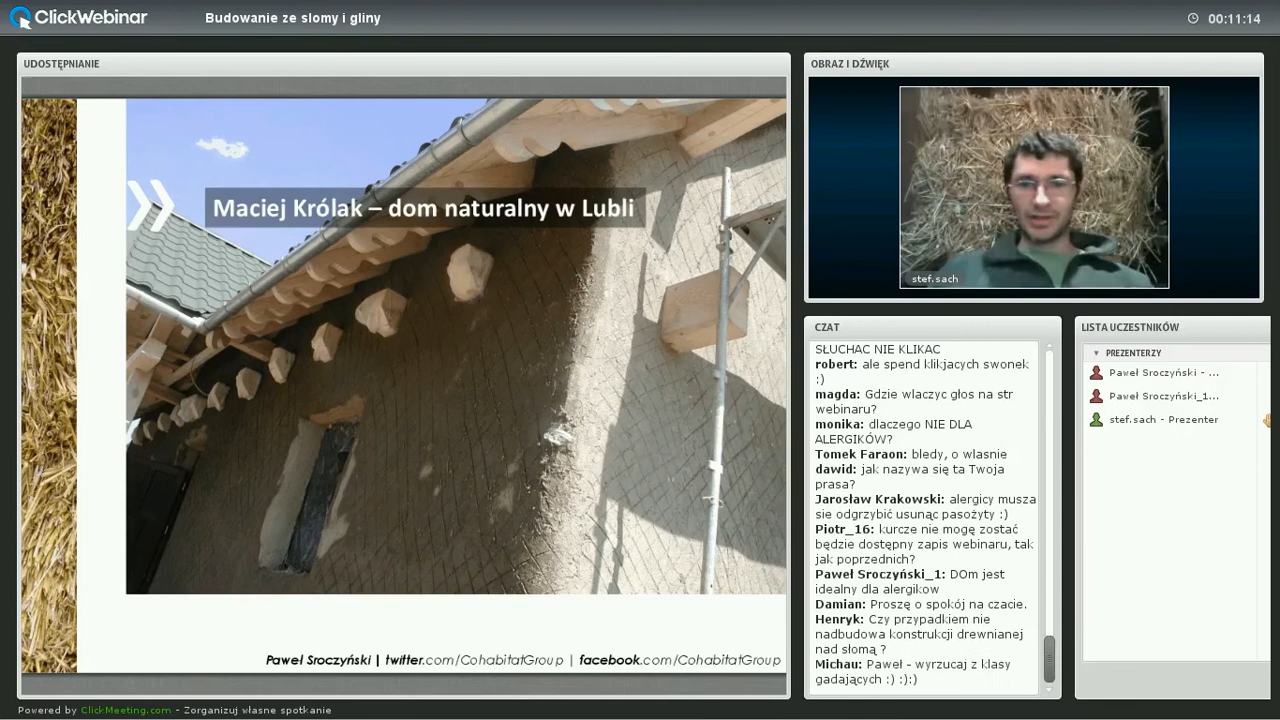 ClickWebinar
Budowanie ze slomy i gliny
00:11:14
UDOSTĘPNIANIE
Maciej Królak – dom naturalny w Lubli
Paweł Sroczyński | twitter.com/CohabitatGroup | facebook.com/CohabitatGroup
OBRAZ I DŹWIĘK
stef.sach
CZAT
SŁUCHAC NIE KLIKAC
robert: ale spend klikjacych swonek
:)
magda: Gdzie wlaczyc głos na str
webinaru?
monika: dlaczego NIE DLA
ALERGIKÓW?
Tomek Faraon: bledy, o wlasnie
dawid: jak nazywa się ta Twoja
prasa?
Jarosław Krakowski: alergicy musza
sie odgrzybić usunąc pasożyty :)
Piotr_16: kurcze nie mogę zostać
będzie dostępny zapis webinaru, tak
jak poprzednich?
Paweł Sroczyński_1: DOm jest
idealny dla alergikow
Damian: Proszę o spokój na czacie.
Henryk: Czy przypadkiem nie
nadbudowa konstrukcji drewnianej
nad słomą ?
Michau: Paweł - wyrzucaj z klasy
gadających :) :):)
LISTA UCZESTNIKÓW
PREZENTERZY
Paweł Sroczyński - ...
Paweł Sroczyński_1...
stef.sach - Prezenter
Powered by ClickMeeting.com - Zorganizuj własne spotkanie